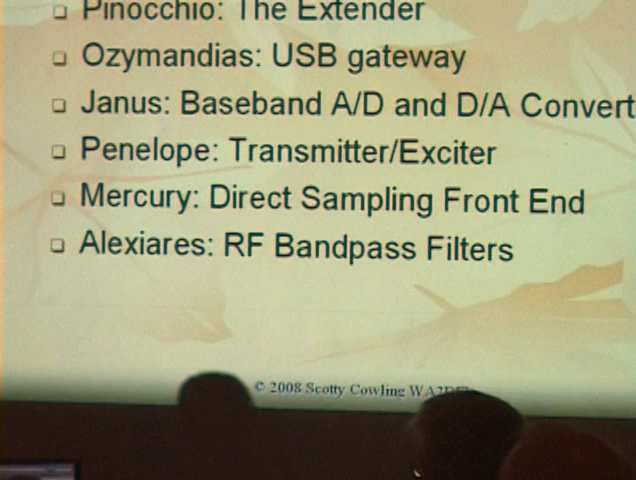 Pinocchio: The Extender
Ozymandias: USB gateway
Janus: Baseband A/D and D/A Convert
Penelope: Transmitter/Exciter
Mercury: Direct Sampling Front End
Alexiares: RF Bandpass Filters
© 2008 Scotty Cowling